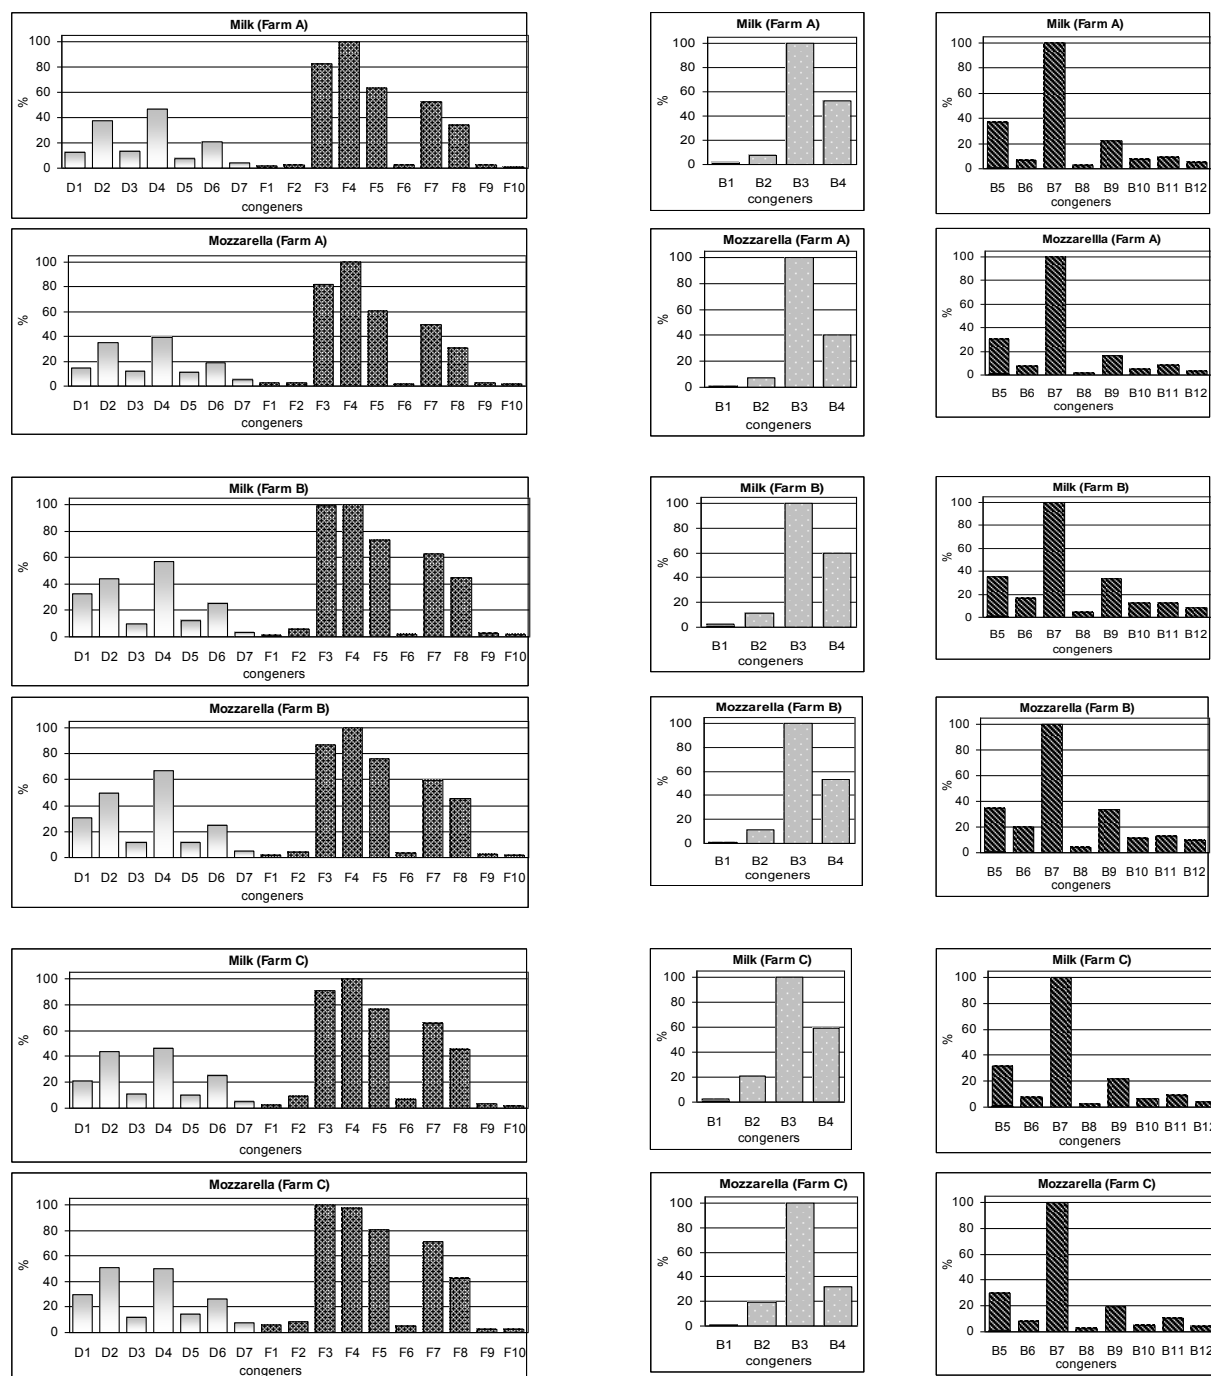 Milk (Farm A)
100
80
60
40
20
0
%
D1 D2 D3 D4 D5 D6 D7 F1 F2 F3 F4 F5 F6 F7 F8 F9 F10
congeners
Milk (Farm A)
100
80
60
40
20
0
%
B1 B2 B3 B4
congeners
Milk (Farm A)
100
80
60
40
20
0
%
B5 B6 B7 B8 B9 B10 B11 B12
congeners
Mozzarella (Farm A)
100
80
60
40
20
0
%
D1 D2 D3 D4 D5 D6 D7 F1 F2 F3 F4 F5 F6 F7 F8 F9 F10
congeners
Mozzarella (Farm A)
100
80
60
40
20
0
%
B1 B2 B3 B4
congeners
Mozzarellla (Farm A)
100
80
60
40
20
0
%
B5 B6 B7 B8 B9 B10 B11 B12
congeners
Milk (Farm B)
100
80
60
40
20
0
%
D1 D2 D3 D4 D5 D6 D7 F1 F2 F3 F4 F5 F6 F7 F8 F9 F10
congeners
Milk (Farm B)
100
80
60
40
20
0
%
B1 B2 B3 B4
congeners
Milk (Farm B)
100
80
60
40
20
0
%
B5 B6 B7 B8 B9 B10 B11 B12
congeners
Mozzarella (Farm B)
100
80
60
40
20
0
%
D1 D2 D3 D4 D5 D6 D7 F1 F2 F3 F4 F5 F6 F7 F8 F9 F10
congeners
Mozzarella (Farm B)
100
80
60
40
20
0
%
B1 B2 B3 B4
congeners
Mozzarella (Farm B)
100
80
60
40
20
0
%
B5 B6 B7 B8 B9 B10 B11 B12
congeners
Milk (Farm C)
100
80
60
40
20
0
%
D1 D2 D3 D4 D5 D6 D7 F1 F2 F3 F4 F5 F6 F7 F8 F9 F10
congeners
Milk (Farm C)
100
80
60
40
20
0
%
B1 B2 B3 B4
congeners
Milk (Farm C)
100
80
60
40
20
0
%
B5 B6 B7 B8 B9 B10 B11 B12
congeners
Mozzarella (Farm C)
100
80
60
40
20
0
%
D1 D2 D3 D4 D5 D6 D7 F1 F2 F3 F4 F5 F6 F7 F8 F9 F10
congeners
Mozzarella (Farm C)
100
80
60
40
20
0
%
B1 B2 B3 B4
congeners
Mozzarella (Farm C)
100
80
60
40
20
0
%
B5 B6 B7 B8 B9 B10 B11 B12
congeners